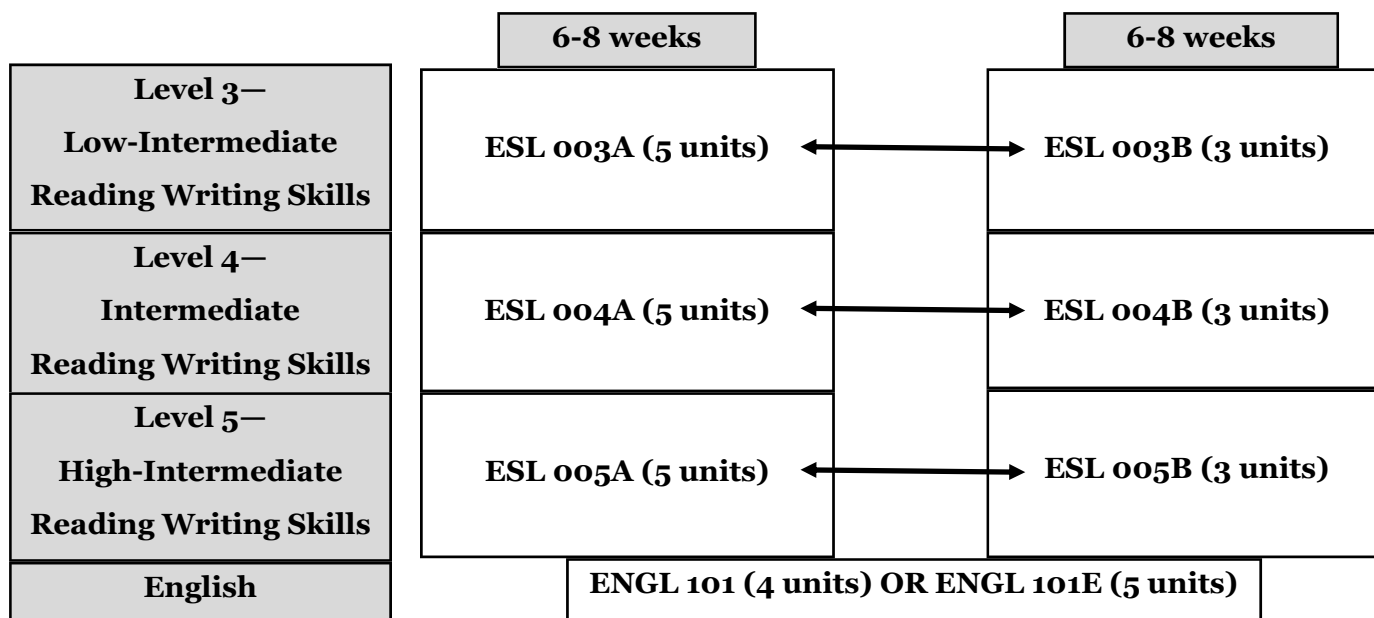 6-8 weeks
6-8 weeks
Level 3—
Low-Intermediate
Reading Writing Skills
ESL 003A (5 units)
ESL 003B (3 units)
Level 4—
Intermediate
Reading Writing Skills
ESL 004A (5 units)
ESL 004B (3 units)
Level 5—
High-Intermediate
Reading Writing Skills
ESL 005A (5 units)
ESL 005B (3 units)
English
ENGL 101 (4 units) OR ENGL 101E (5 units)